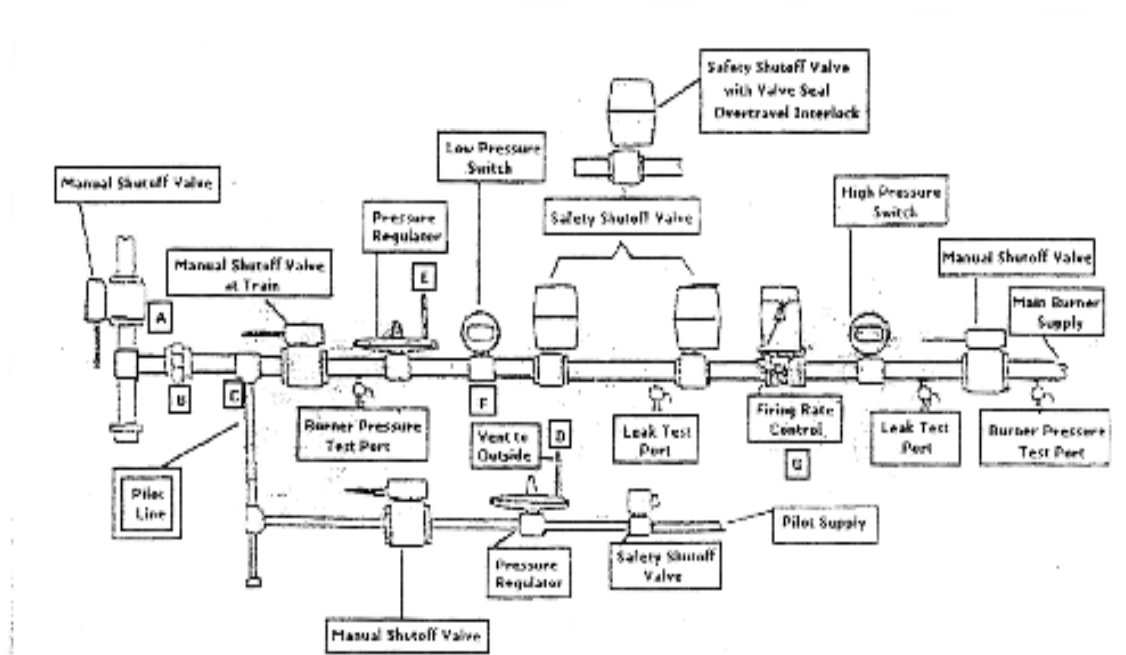 Safety Shutoff Valve
with Valve Seal
Overtravel Interlock
Low Pressure
Switch
Manual Shutoff Valve
High Pressure
Switch
Safety Shutoff Valve
Pressure
Regulator
Manual Shutoff Valve
at Train
Manual Shutoff Valve
E
Main Burner
Supply
A
B
C
F
Burner Pressure
Test Port
Vent to
Outside
D
Leak Test
Port
Firing Rate
Control
G
Leak Test
Port
Burner Pressure
Test Port
Pilot
Line
Pilot Supply
Pressure
Regulator
Safety Shutoff
Valve
Manual Shutoff Valve